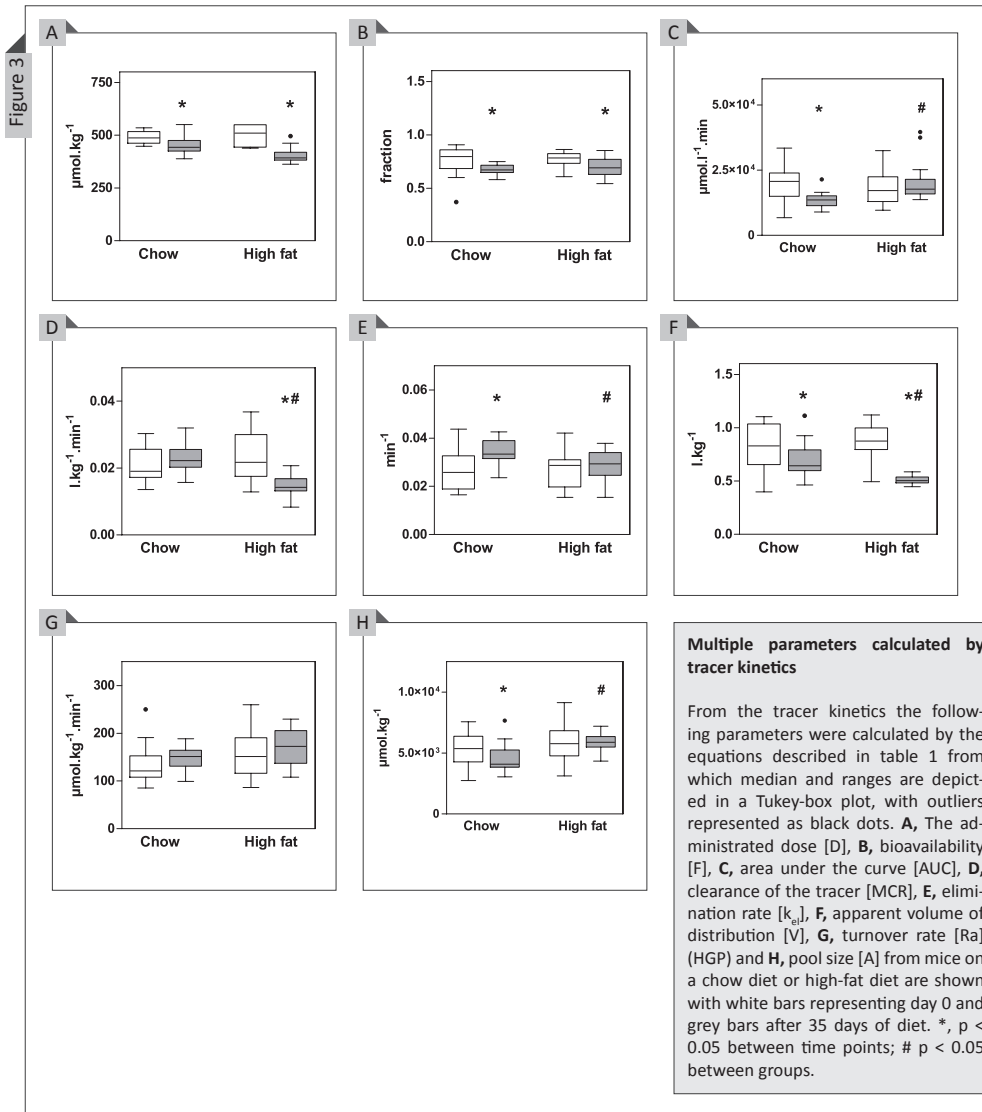 Figure 3
A
µmol.kg⁻¹
750
500
250
0
*
*
Chow
High fat
B
fraction
1.5
1.0
0.5
0.0
*
*
Chow
High fat
C
µmol.l⁻¹.min
5.0×10⁴
2.5×10⁴
0
*
#
Chow
High fat
D
l.kg⁻¹.min⁻¹
0.04
0.02
0.00
*#
Chow
High fat
E
min⁻¹
0.06
0.04
0.02
0.00
*
#
Chow
High fat
F
l.kg⁻¹
1.5
1.0
0.5
0.0
*
*#
Chow
High fat
G
µmol.kg⁻¹.min⁻¹
300
200
100
0
Chow
High fat
H
µmol.kg⁻¹
1.0×10⁴
5.0×10³
0
*
#
Chow
High fat
Multiple parameters calculated by
tracer kinetics
From the tracer kinetics the follow-
ing parameters were calculated by the
equations described in table 1 from
which median and ranges are depict-
ed in a Tukey-box plot, with outliers
represented as black dots. A, The ad-
ministrated dose [D], B, bioavailability
[F], C, area under the curve [AUC], D,
clearance of the tracer [MCR], E, elimi-
nation rate [kₑₗ], F, apparent volume of
distribution [V], G, turnover rate [Ra]
(HGP) and H, pool size [A] from mice on
a chow diet or high-fat diet are shown
with white bars representing day 0 and
grey bars after 35 days of diet. *, p <
0.05 between time points; # p < 0.05
between groups.